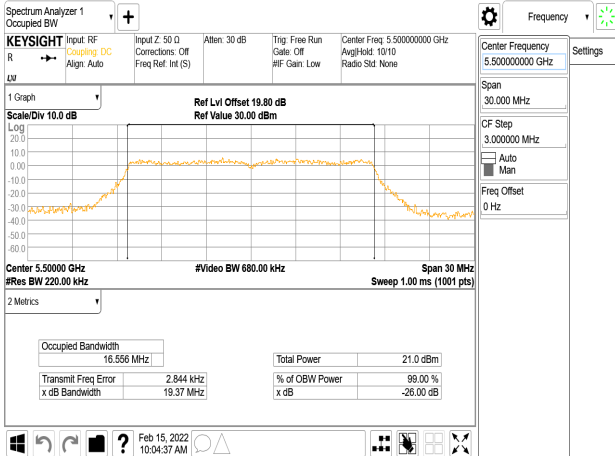 Spectrum Analyzer 1
Occupied BW
Frequency
KEYSIGHT
R
LXI
Input: RF
Coupling: DC
Align: Auto
Input Z: 50 Ω
Corrections: Off
Freq Ref: Int (S)
Atten: 30 dB
Trig: Free Run
Gate: Off
#IF Gain: Low
Center Freq: 5.500000000 GHz
Avg|Hold: 10/10
Radio Std: None
Center Frequency
5.500000000 GHz
Settings
Span
30.000 MHz
CF Step
3.000000 MHz
Auto
Man
Freq Offset
0 Hz
1 Graph
Scale/Div 10.0 dB
Ref Lvl Offset 19.80 dB
Ref Value 30.00 dBm
Log
20.0
10.0
0.00
-10.0
-20.0
-30.0
-40.0
-50.0
-60.0
Center 5.50000 GHz
#Video BW 680.00 kHz
Span 30 MHz
#Res BW 220.00 kHz
Sweep 1.00 ms (1001 pts)
2 Metrics
Occupied Bandwidth
16.556 MHz
Total Power 21.0 dBm
Transmit Freq Error 2.844 kHz
% of OBW Power 99.00 %
x dB Bandwidth 19.37 MHz
x dB -26.00 dB
?
Feb 15, 2022
10:04:37 AM